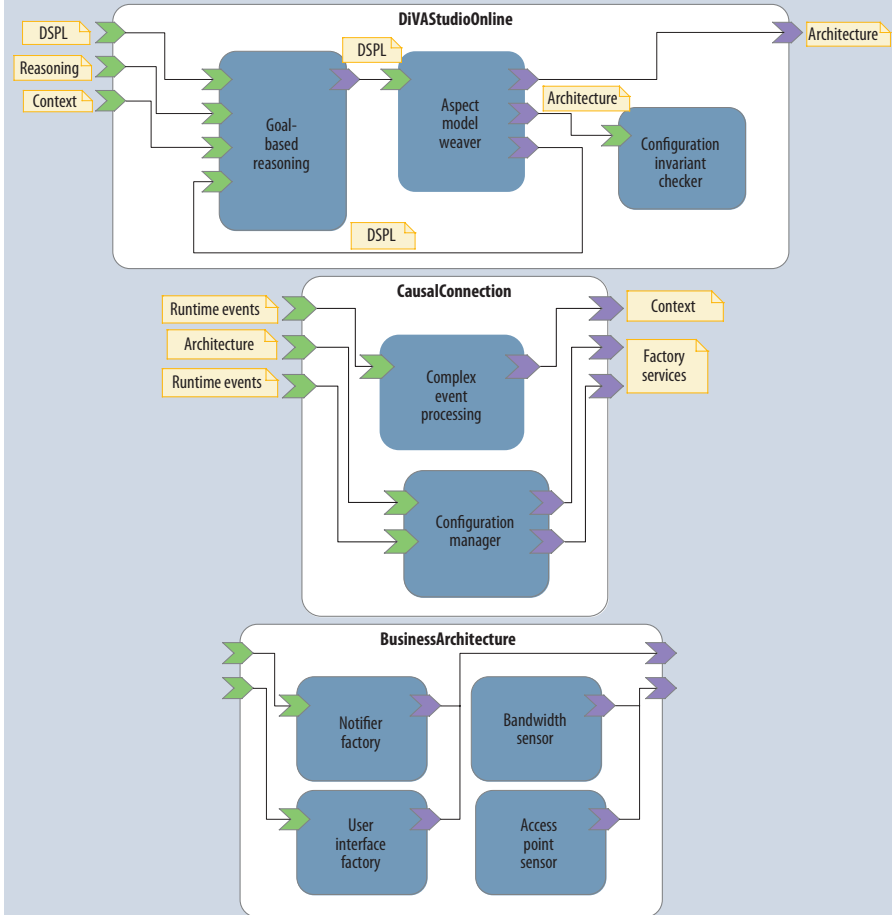 DiVAStudioOnline
DSPL
Reasoning
Context
DSPL
Architecture
Goal-
based
reasoning
Aspect
model
weaver
Architecture
Configuration
invariant
checker
DSPL
CausalConnection
Runtime events
Architecture
Runtime events
Context
Factory
services
Complex
event
processing
Configuration
manager
BusinessArchitecture
Notifier
factory
Bandwidth
sensor
User
interface
factory
Access
point
sensor